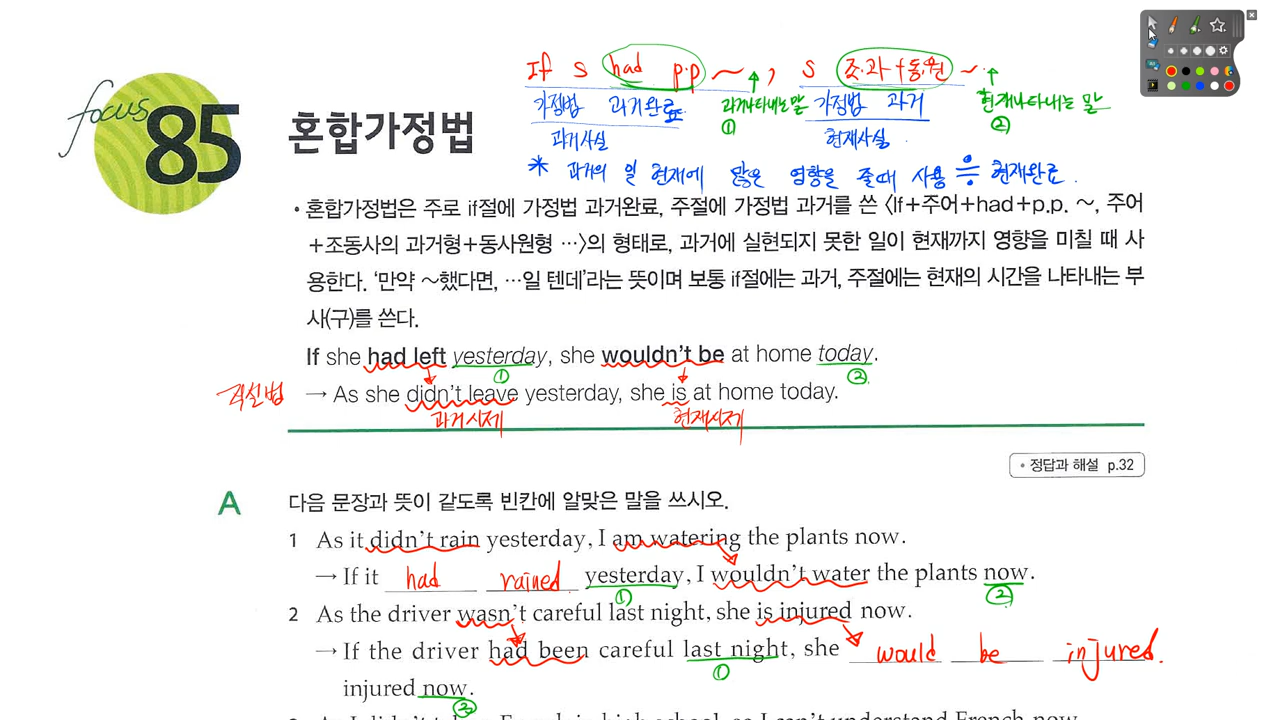 If s had p.p ~, s 조.과+동.원 ~.
가정법 과거완료 과거나타내는말 가정법 과거 현재나타내는 말
① ②
과거사실 현재사실
* 과거의 일 현재에 많은 영향을 줄때 사용 ≒ 현재완료.
focus 85 혼합가정법
• 혼합가정법은 주로 if절에 가정법 과거완료, 주절에 가정법 과거를 쓴 〈If+주어+had+p.p. ~, 주어
+조동사의 과거형+동사원형 …〉의 형태로, 과거에 실현되지 못한 일이 현재까지 영향을 미칠 때 사
용한다. ‘만약 ~했다면, …일 텐데’라는 뜻이며 보통 if절에는 과거, 주절에는 현재의 시간을 나타내는 부
사(구)를 쓴다.
If she had left yesterday, she wouldn’t be at home today.
① ②
직설법 → As she didn’t leave yesterday, she is at home today.
과거시제 현재시제
• 정답과 해설 p.32
A 다음 문장과 뜻이 같도록 빈칸에 알맞은 말을 쓰시오.
1 As it didn’t rain yesterday, I am watering the plants now.
→ If it had rained yesterday, I wouldn’t water the plants now.
① ②
2 As the driver wasn’t careful last night, she is injured now.
→ If the driver had been careful last night, she would be injured.
①
injured now.
②